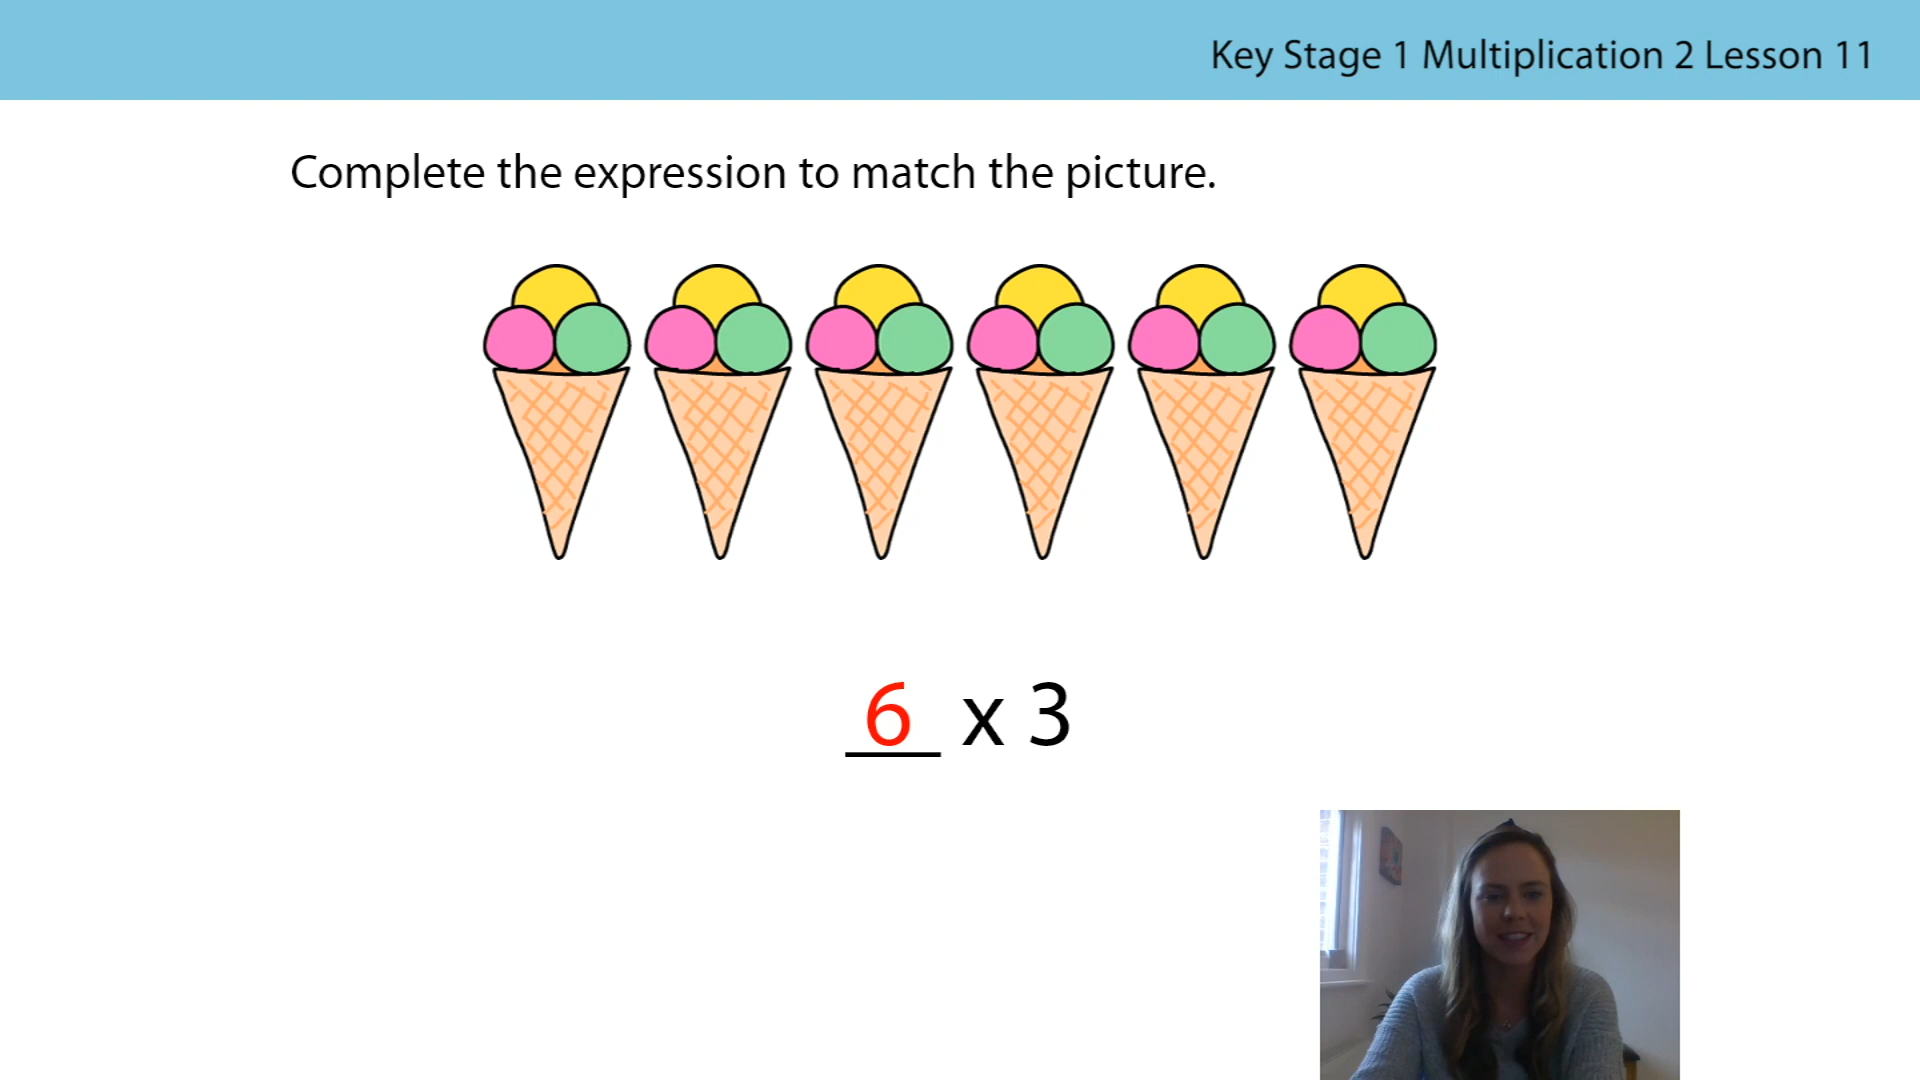 Key Stage 1 Multiplication 2 Lesson 11
Complete the expression to match the picture.
6 x 3